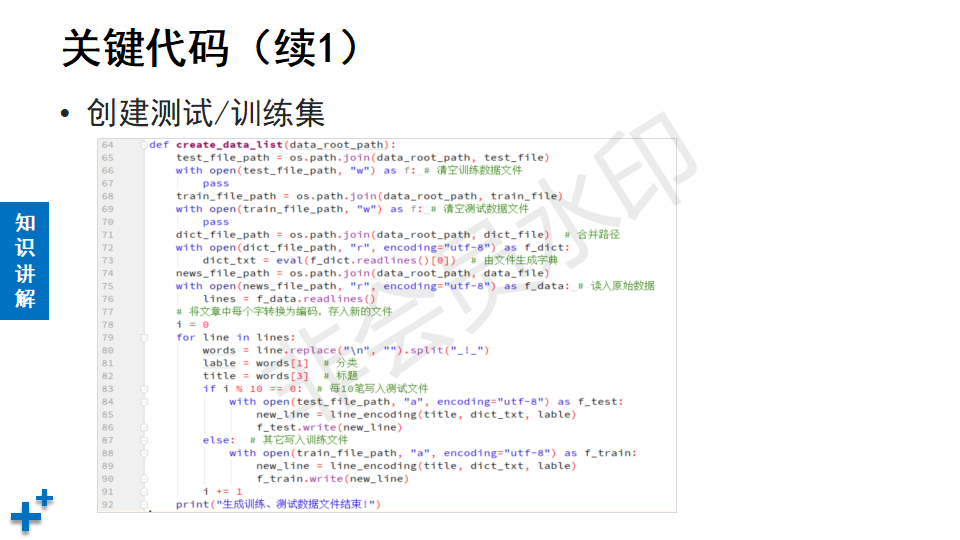 关键代码（续1）
• 创建测试/训练集
知识讲解
64 def create_data_list(data_root_path):
65 test_file_path = os.path.join(data_root_path, test_file)
66 with open(test_file_path, "w") as f: # 清空训练数据文件
67 pass
68 train_file_path = os.path.join(data_root_path, train_file)
69 with open(train_file_path, "w") as f: # 清空测试数据文件
70 pass
71 dict_file_path = os.path.join(data_root_path, dict_file) # 合并路径
72 with open(dict_file_path, "r", encoding="utf-8") as f_dict:
73 dict_txt = eval(f_dict.readlines()[0]) # 由文件生成字典
74 news_file_path = os.path.join(data_root_path, data_file)
75 with open(news_file_path, "r", encoding="utf-8") as f_data: # 读入原始数据
76 lines = f_data.readlines()
77 # 将文章中每个字转换为编码，存入新的文件
78 i = 0
79 for line in lines:
80 words = line.replace("\n", "").split("_!_")
81 lable = words[1] # 分类
82 title = words[3] # 标题
83 if i % 10 == 0: # 每10笔写入测试文件
84 with open(test_file_path, "a", encoding="utf-8") as f_test:
85 new_line = line_encoding(title, dict_txt, lable)
86 f_test.write(new_line)
87 else: # 其它写入训练文件
88 with open(train_file_path, "a", encoding="utf-8") as f_train:
89 new_line = line_encoding(title, dict_txt, lable)
90 f_train.write(new_line)
91 i += 1
92 print("生成训练、测试数据文件结束!")
非会员水印